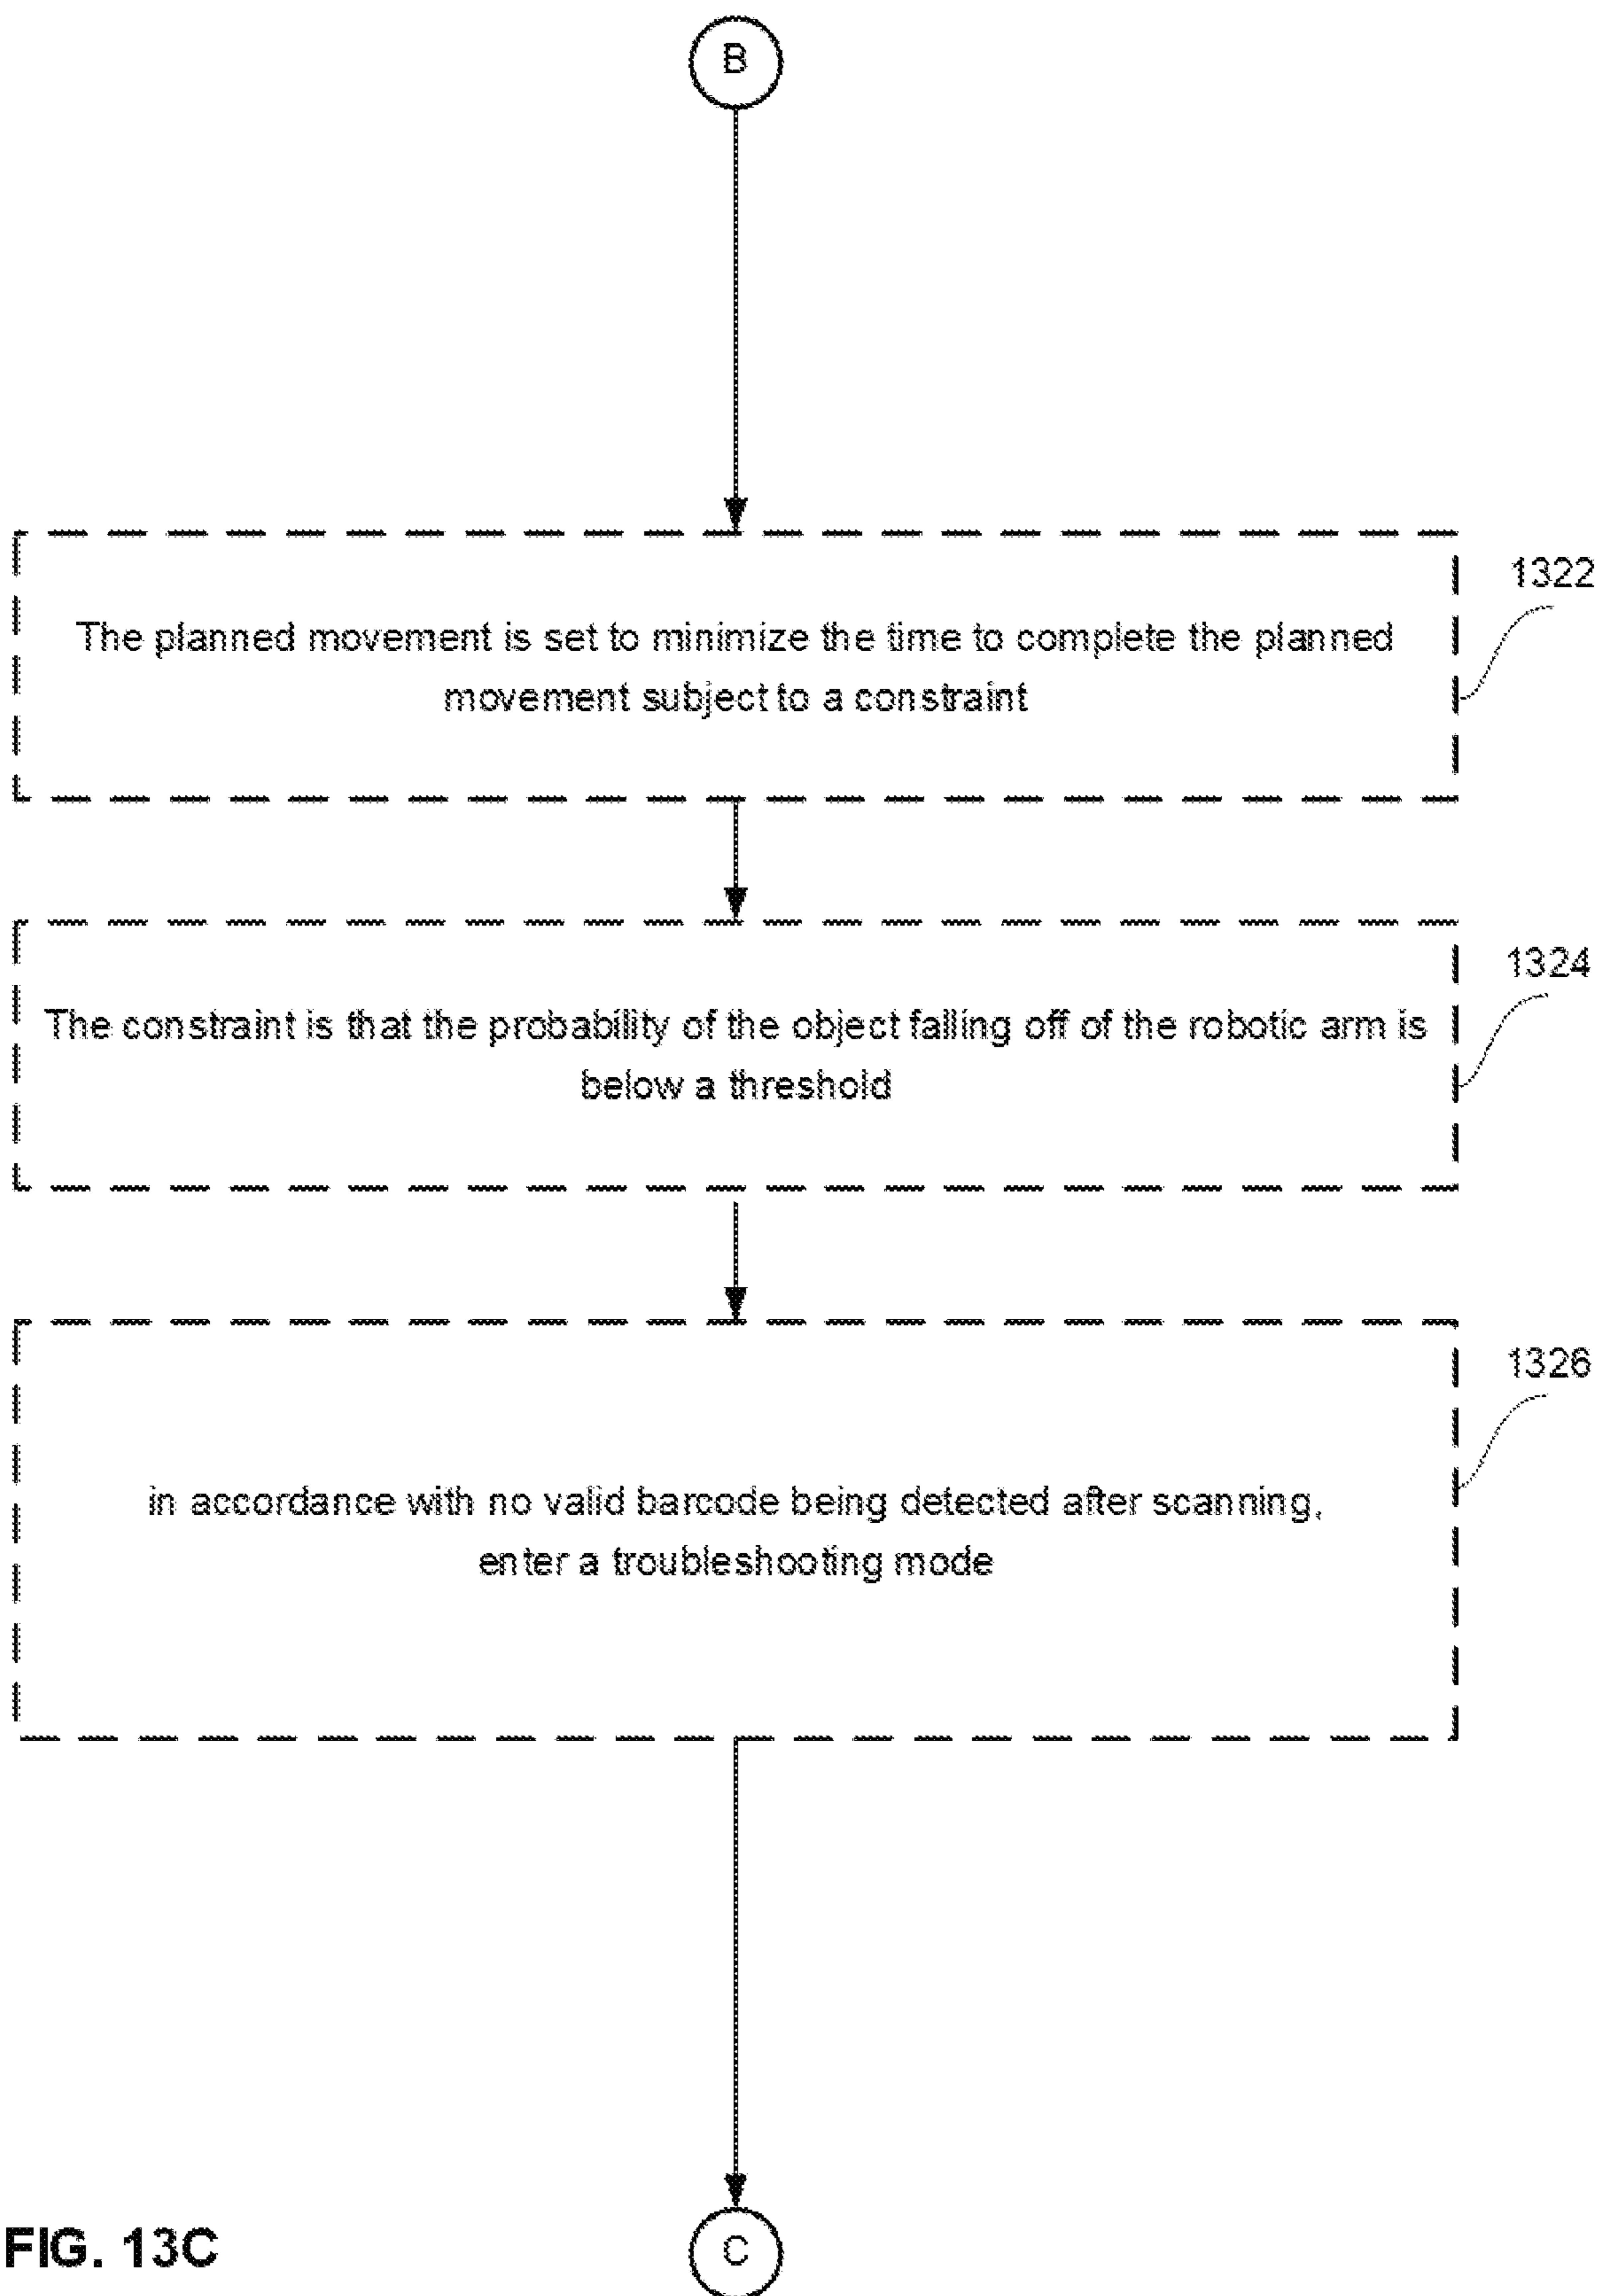 B
The planned movement is set to minimize the time to complete the planned
movement subject to a constraint
1322
The constraint is that the probability of the object falling off of the robotic arm is
below a threshold
1324
in accordance with no valid barcode being detected after scanning,
enter a troubleshooting mode
1326
C
FIG. 13C